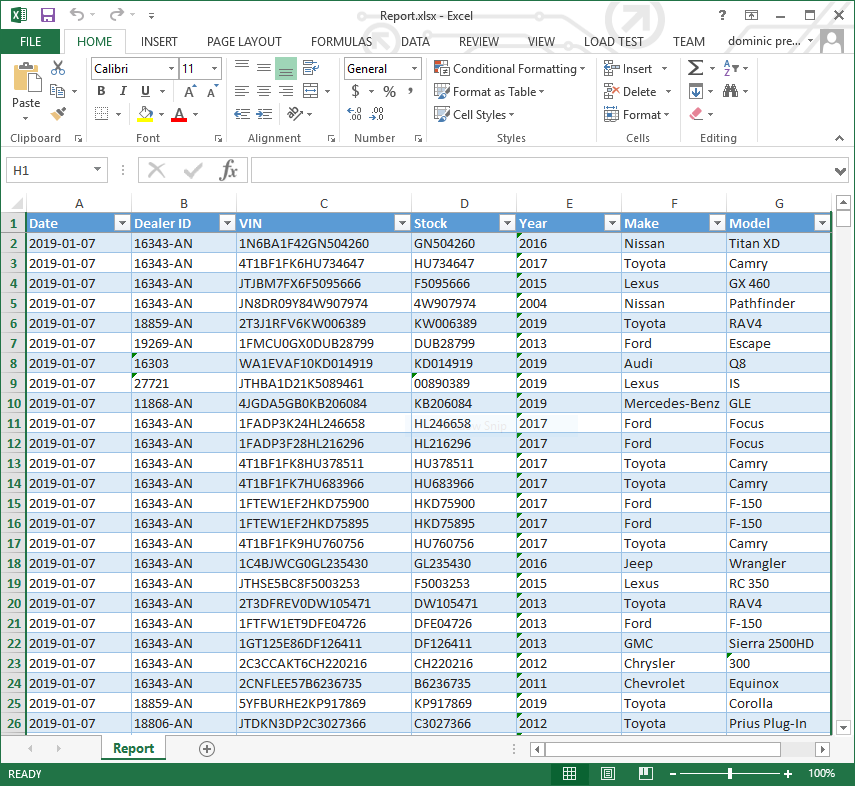 Report.xlsx - Excel
FILE HOME INSERT PAGE LAYOUT FORMULAS DATA REVIEW VIEW LOAD TEST TEAM dominic pre...
Paste Calibri 11 General Conditional Formatting Insert
B I U A A $ % , Format as Table Delete
A .00 Cell Styles Format
Clipboard Font Alignment Number Styles Cells Editing
H1 fx
A B C D E F G
1 Date Dealer ID VIN Stock Year Make Model
2 2019-01-07 16343-AN 1N6BA1F42GN504260 GN504260 2016 Nissan Titan XD
3 2019-01-07 16343-AN 4T1BF1FK6HU734647 HU734647 2017 Toyota Camry
4 2019-01-07 16343-AN JTJBM7FX6F5095666 F5095666 2015 Lexus GX 460
5 2019-01-07 16343-AN JN8DR09Y84W907974 4W907974 2004 Nissan Pathfinder
6 2019-01-07 18859-AN 2T3J1RFV6KW006389 KW006389 2019 Toyota RAV4
7 2019-01-07 19269-AN 1FMCU0GX0DUB28799 DUB28799 2013 Ford Escape
8 2019-01-07 16303 WA1EVAF10KD014919 KD014919 2019 Audi Q8
9 2019-01-07 27721 JTHBA1D21K5089461 00890389 2019 Lexus IS
10 2019-01-07 11868-AN 4JGDA5GB0KB206084 KB206084 2019 Mercedes-Benz GLE
11 2019-01-07 16343-AN 1FADP3K24HL246658 HL246658 2017 Ford Focus
12 2019-01-07 16343-AN 1FADP3F28HL216296 HL216296 2017 Ford Focus
13 2019-01-07 16343-AN 4T1BF1FK8HU378511 HU378511 2017 Toyota Camry
14 2019-01-07 16343-AN 4T1BF1FK7HU683966 HU683966 2017 Toyota Camry
15 2019-01-07 16343-AN 1FTEW1EF2HKD75900 HKD75900 2017 Ford F-150
16 2019-01-07 16343-AN 1FTEW1EF2HKD75895 HKD75895 2017 Ford F-150
17 2019-01-07 16343-AN 4T1BF1FK9HU760756 HU760756 2017 Toyota Camry
18 2019-01-07 16343-AN 1C4BJWCG0GL235430 GL235430 2016 Jeep Wrangler
19 2019-01-07 16343-AN JTHSE5BC8F5003253 F5003253 2015 Lexus RC 350
20 2019-01-07 16343-AN 2T3DFREV0DW105471 DW105471 2013 Toyota RAV4
21 2019-01-07 16343-AN 1FTFW1ET9DFE04726 DFE04726 2013 Ford F-150
22 2019-01-07 16343-AN 1GT125E86DF126411 DF126411 2013 GMC Sierra 2500HD
23 2019-01-07 16343-AN 2C3CCAKT6CH220216 CH220216 2012 Chrysler 300
24 2019-01-07 16343-AN 2CNFLEE57B6236735 B6236735 2011 Chevrolet Equinox
25 2019-01-07 18859-AN 5YFBURHE2KP917869 KP917869 2019 Toyota Corolla
26 2019-01-07 18806-AN JTDKN3DP2C3027366 C3027366 2012 Toyota Prius Plug-In
Report
READY 100%